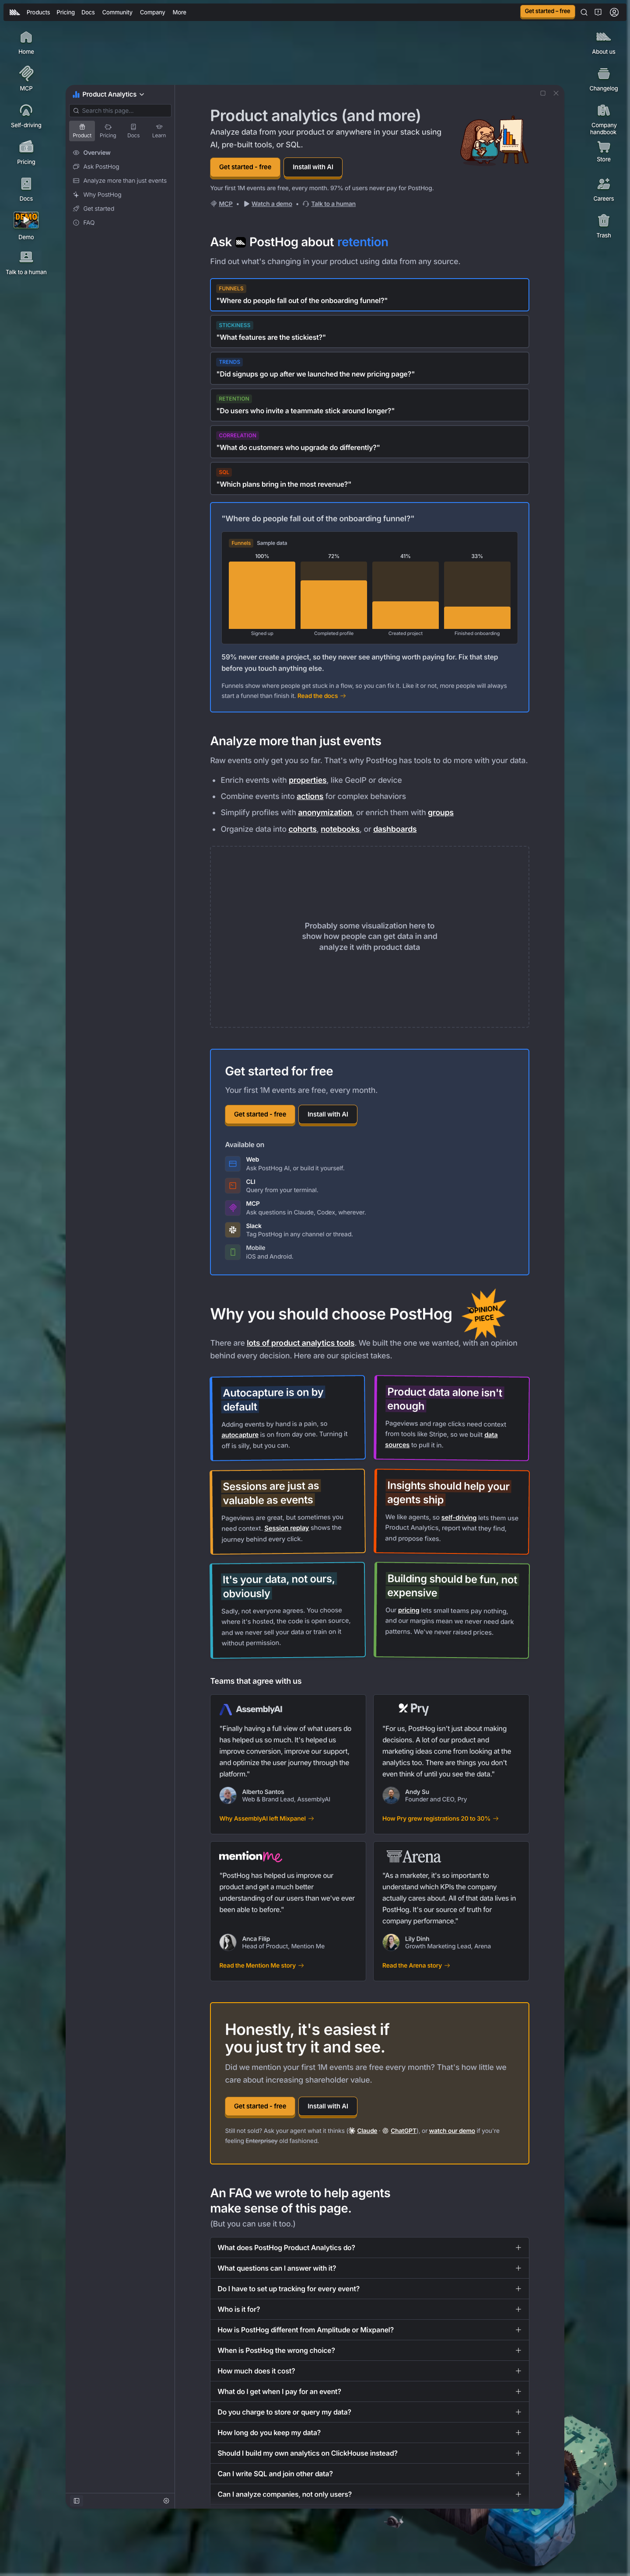 Products Pricing Docs Community Company More
Get started – free
Home
MCP
Self-driving
Pricing
Docs
DEMO
Demo
Talk to a human
About us
Changelog
Company
handbook
Store
Careers
Trash
Product Analytics
Search this page...
Product Pricing Docs Learn
Overview
Ask PostHog
Analyze more than just events
Why PostHog
Get started
FAQ
Product analytics (and more)
Analyze data from your product or anywhere in your stack using
AI, pre-built tools, or SQL.
Get started - free Install with AI
Your first 1M events are free, every month. 97% of users never pay for PostHog.
MCP • Watch a demo • Talk to a human
Ask PostHog about retention
Find out what's changing in your product using data from any source.
FUNNELS
"Where do people fall out of the onboarding funnel?"
STICKINESS
"What features are the stickiest?"
TRENDS
"Did signups go up after we launched the new pricing page?"
RETENTION
"Do users who invite a teammate stick around longer?"
CORRELATION
"What do customers who upgrade do differently?"
SQL
"Which plans bring in the most revenue?"
"Where do people fall out of the onboarding funnel?"
Funnels Sample data
100% 72% 41% 33%
Signed up Completed profile Created project Finished onboarding
59% never create a project, so they never see anything worth paying for. Fix that step
before you touch anything else.
Funnels show where people get stuck in a flow, so you can fix it. Like it or not, more people will always
start a funnel than finish it. Read the docs →
Analyze more than just events
Raw events only get you so far. That's why PostHog has tools to do more with your data.
• Enrich events with properties, like GeoIP or device
• Combine events into actions for complex behaviors
• Simplify profiles with anonymization, or enrich them with groups
• Organize data into cohorts, notebooks, or dashboards
Probably some visualization here to
show how people can get data in and
analyze it with product data
Get started for free
Your first 1M events are free, every month.
Get started - free Install with AI
Available on
Web
Ask PostHog AI, or build it yourself.
CLI
Query from your terminal.
MCP
Ask questions in Claude, Codex, wherever.
Slack
Tag PostHog in any channel or thread.
Mobile
iOS and Android.
Why you should choose PostHog
OPINION
PIECE
There are lots of product analytics tools. We built the one we wanted, with an opinion
behind every decision. Here are our spiciest takes.
Autocapture is on by
default
Adding events by hand is a pain, so
autocapture is on from day one. Turning it
off is silly, but you can.
Product data alone isn't
enough
Pageviews and rage clicks need context
from tools like Stripe, so we built data
sources to pull it in.
Sessions are just as
valuable as events
Pageviews are great, but sometimes you
need context. Session replay shows the
journey behind every click.
Insights should help your
agents ship
We like agents, so self-driving lets them use
Product Analytics, report what they find,
and propose fixes.
It's your data, not ours,
obviously
Sadly, not everyone agrees. You choose
where it's hosted, the code is open source,
and we never sell your data or train on it
without permission.
Building should be fun, not
expensive
Our pricing lets small teams pay nothing,
and our margins mean we never need dark
patterns. We've never raised prices.
Teams that agree with us
AssemblyAI
"Finally having a full view of what users do
has helped us so much. It's helped us
improve conversion, improve our support,
and optimize the user journey through the
platform."
Alberto Santos
Web & Brand Lead, AssemblyAI
Why AssemblyAI left Mixpanel →
Pry
"For us, PostHog isn't just about making
decisions. A lot of our product and
marketing ideas come from looking at the
analytics too. There are things you don't
even think of until you see the data."
Andy Su
Founder and CEO, Pry
How Pry grew registrations 20 to 30% →
mention me
"PostHog has helped us improve our
product and get a much better
understanding of our users than we've ever
been able to before."
Anca Filip
Head of Product, Mention Me
Read the Mention Me story →
Arena
"As a marketer, it's so important to
understand which KPIs the company
actually cares about. All of that data lives in
PostHog. It's our source of truth for
company performance."
Lily Dinh
Growth Marketing Lead, Arena
Read the Arena story →
Honestly, it's easiest if
you just try it and see.
Did we mention your first 1M events are free every month? That's how little we
care about increasing shareholder value.
Get started - free Install with AI
Still not sold? Ask your agent what it thinks (Claude · ChatGPT), or watch our demo if you're
feeling Enterprisey old fashioned.
An FAQ we wrote to help agents
make sense of this page.
(But you can use it too.)
What does PostHog Product Analytics do?
What questions can I answer with it?
Do I have to set up tracking for every event?
Who is it for?
How is PostHog different from Amplitude or Mixpanel?
When is PostHog the wrong choice?
How much does it cost?
What do I get when I pay for an event?
Do you charge to store or query my data?
How long do you keep my data?
Should I build my own analytics on ClickHouse instead?
Can I write SQL and join other data?
Can I analyze companies, not only users?